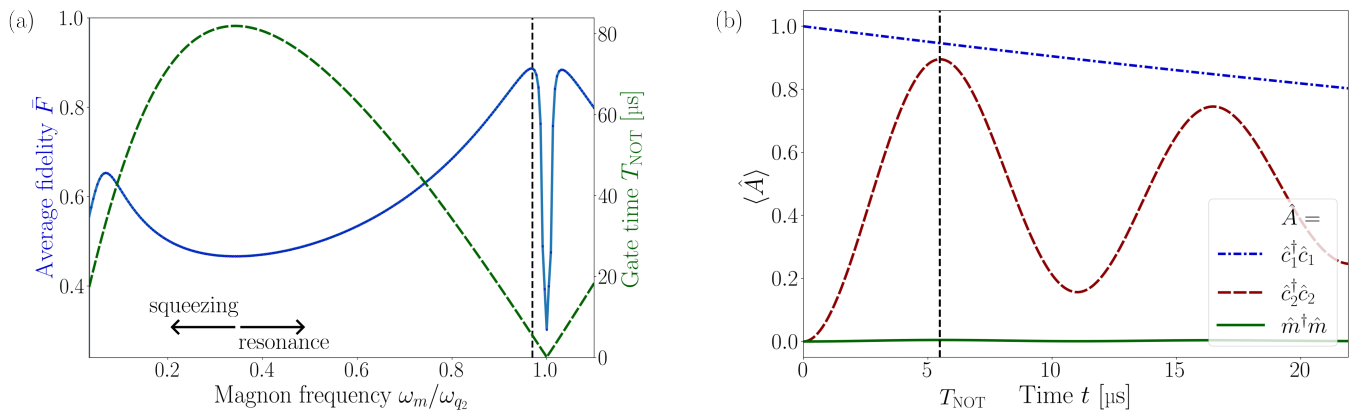 (a)
1.0
0.8
0.6
0.4
Average fidelity F̄
80
60
40
20
0
Gate time T_NOT [µs]
squeezing
resonance
0.2 0.4 0.6 0.8 1.0
Magnon frequency ω_m/ω_{q_2}
(b)
1.0
0.8
0.6
0.4
0.2
0.0
⟨Â⟩
 =
ĉ₁†ĉ₁
ĉ₂†ĉ₂
m̂†m̂
0 5 10 15 20
T_NOT Time t [µs]